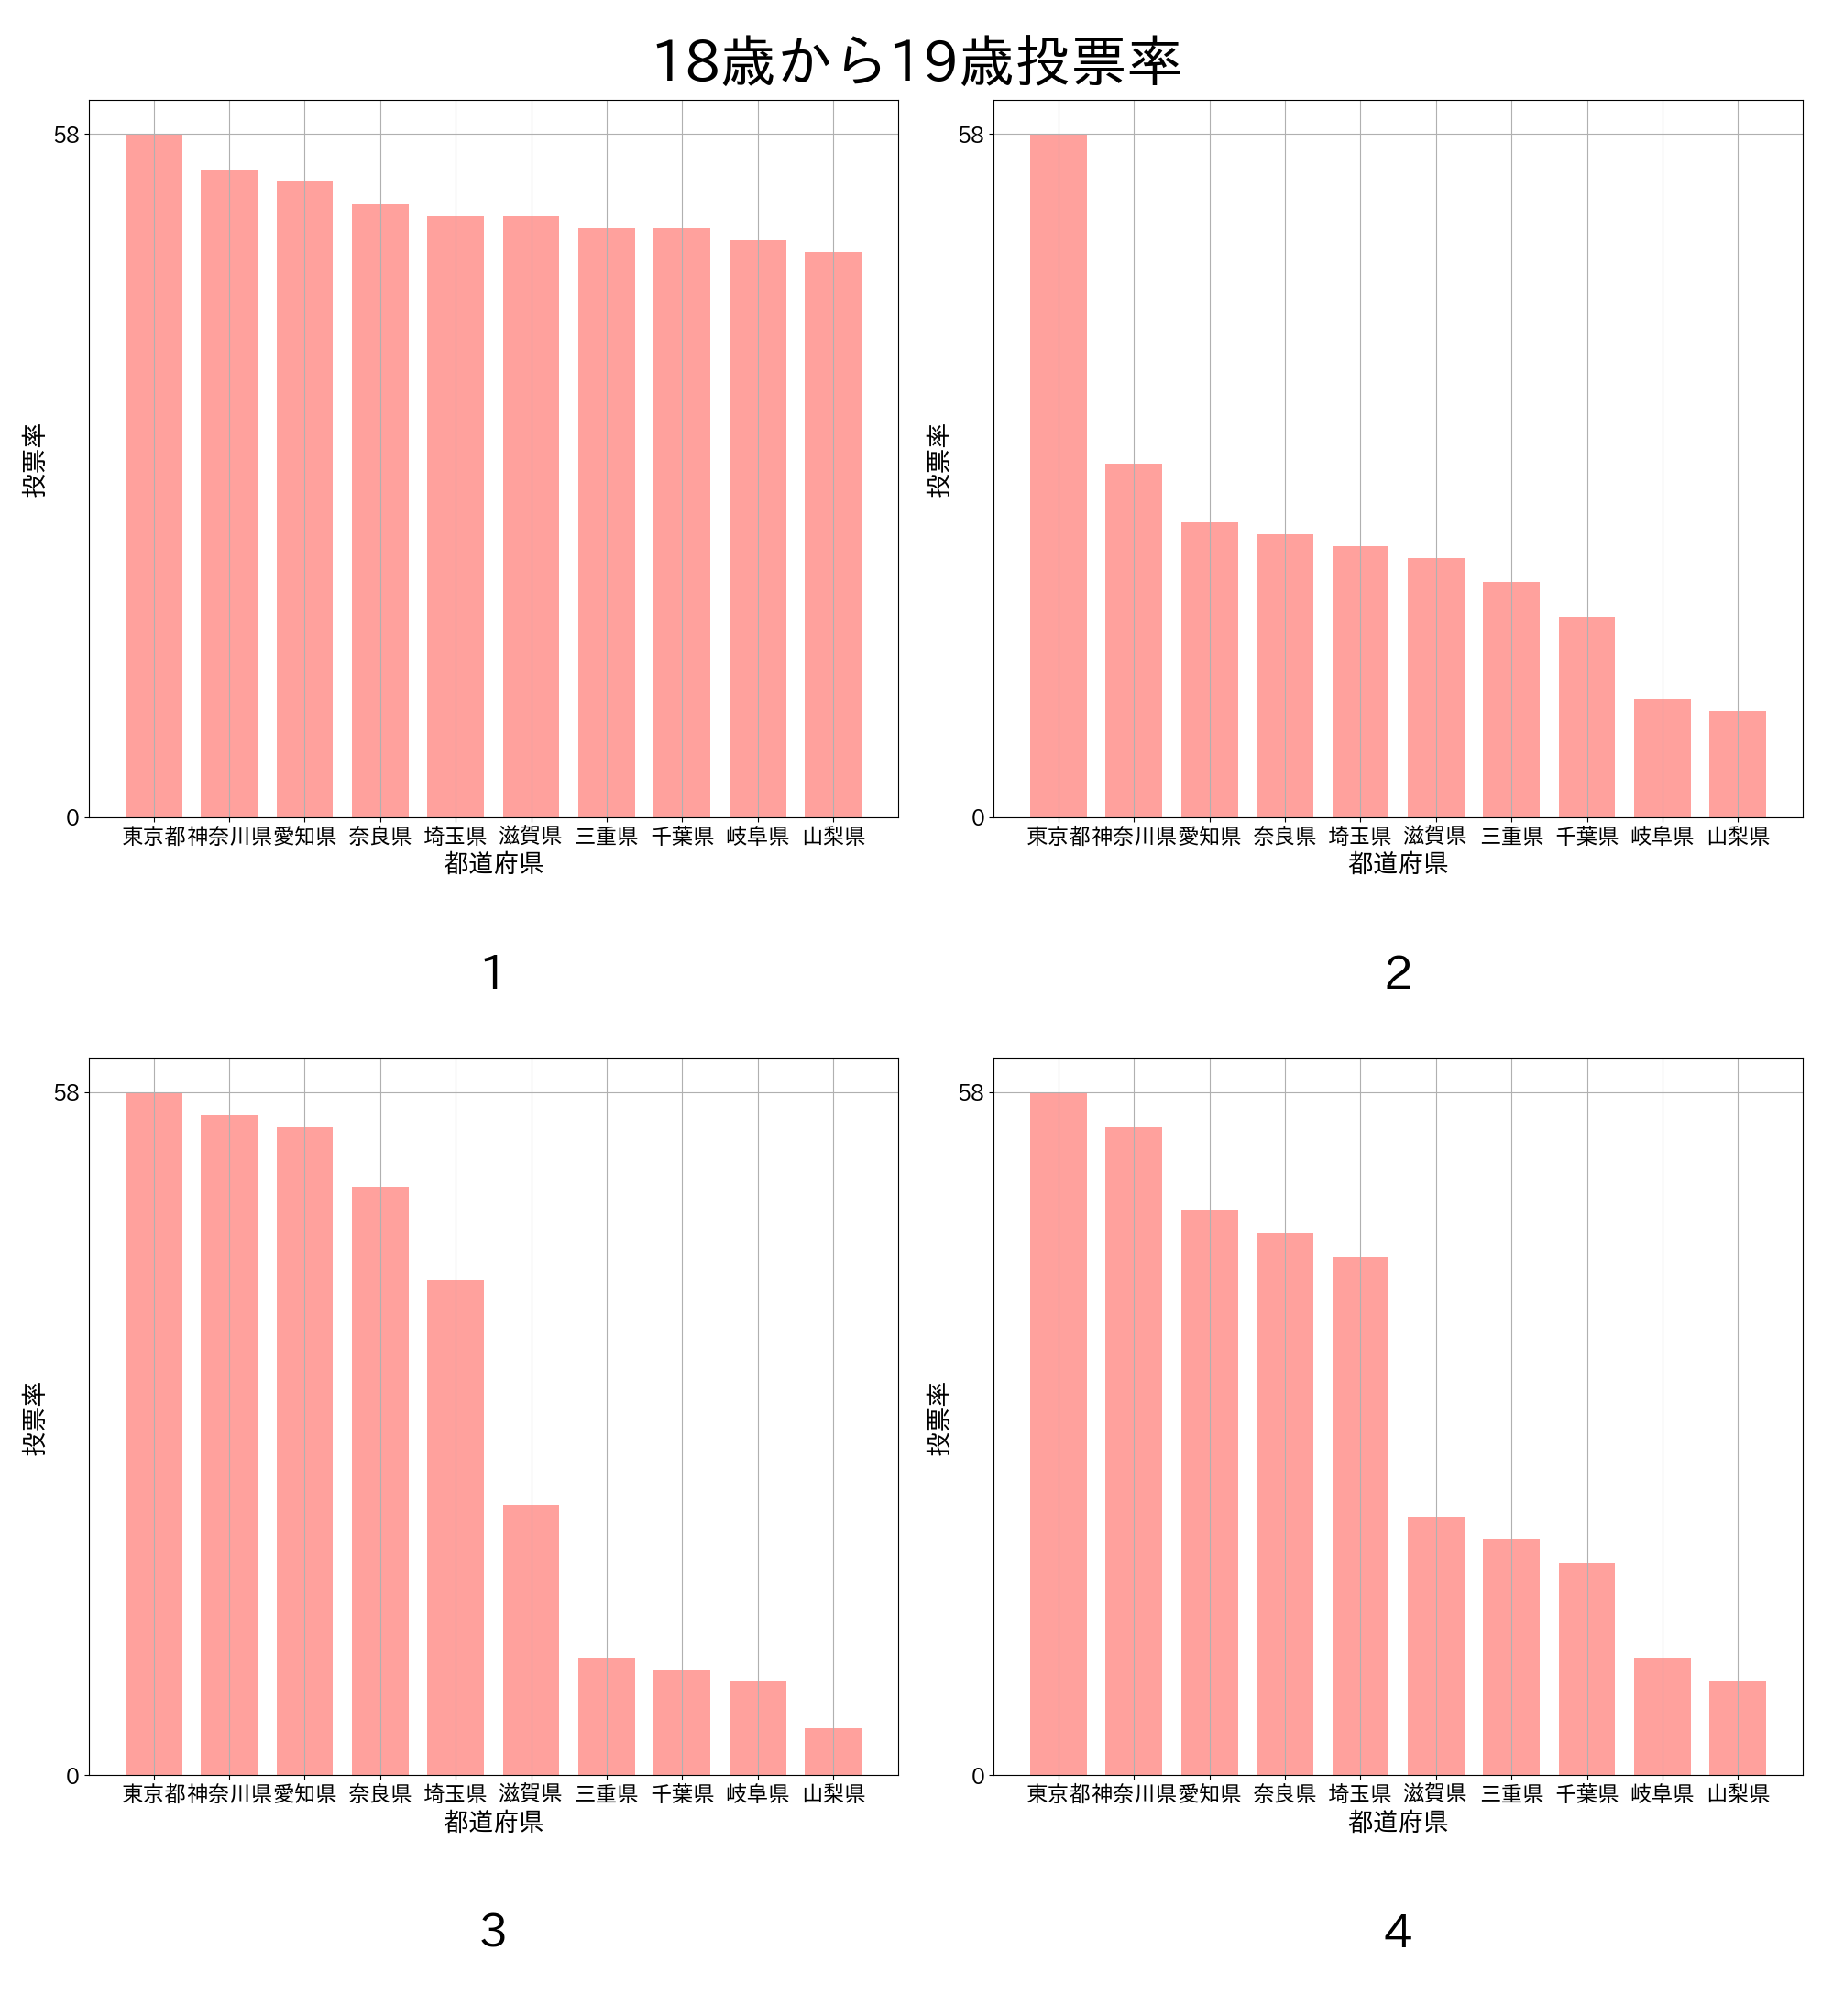 18歳から19歳投票率
58
0
投票率
東京都 神奈川県 愛知県 奈良県 埼玉県 滋賀県 三重県 千葉県 岐阜県 山梨県
都道府県
1
58
0
投票率
東京都 神奈川県 愛知県 奈良県 埼玉県 滋賀県 三重県 千葉県 岐阜県 山梨県
都道府県
2
58
0
投票率
東京都 神奈川県 愛知県 奈良県 埼玉県 滋賀県 三重県 千葉県 岐阜県 山梨県
都道府県
3
58
0
投票率
東京都 神奈川県 愛知県 奈良県 埼玉県 滋賀県 三重県 千葉県 岐阜県 山梨県
都道府県
4